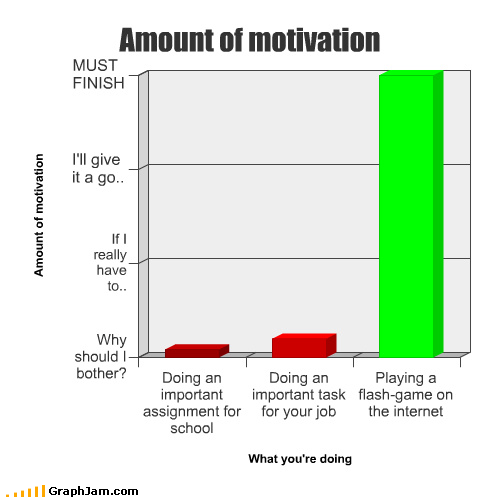 Amount of motivation
MUST
FINISH
I'll give
it a go..
If I
really
have
to..
Why
should I
bother?
Amount of motivation
Doing an
important
assignment for
school
Doing an
important task
for your job
Playing a
flash-game on
the internet
What you're doing
GraphJam.com